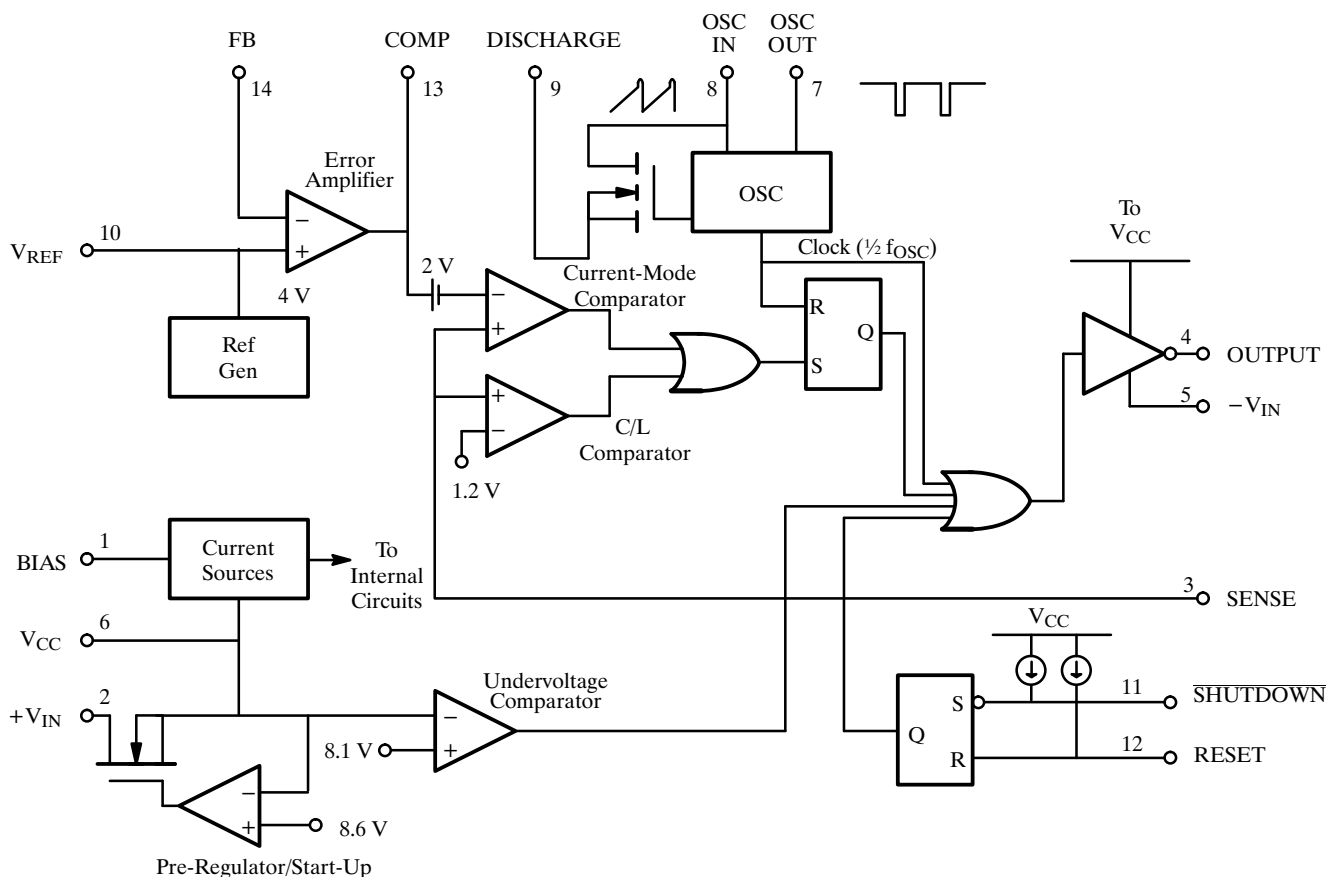 FB
COMP
DISCHARGE
OSC
IN
OSC
OUT
14
13
9
8
7
Error
Amplifier
OSC
−
+
V_REF
10
4 V
Ref
Gen
2 V
Current-Mode
Comparator
−
+
Clock (½ f_OSC)
R
Q
S
To
V_CC
4
OUTPUT
5
−V_IN
+
−
C/L
Comparator
1.2 V
BIAS
1
Current
Sources
To
Internal
Circuits
3
SENSE
V_CC
6
V_CC
+V_IN
2
Undervoltage
Comparator
−
+
8.1 V
S
Q
R
11
SHUTDOWN
12
RESET
−
+
8.6 V
Pre-Regulator/Start-Up